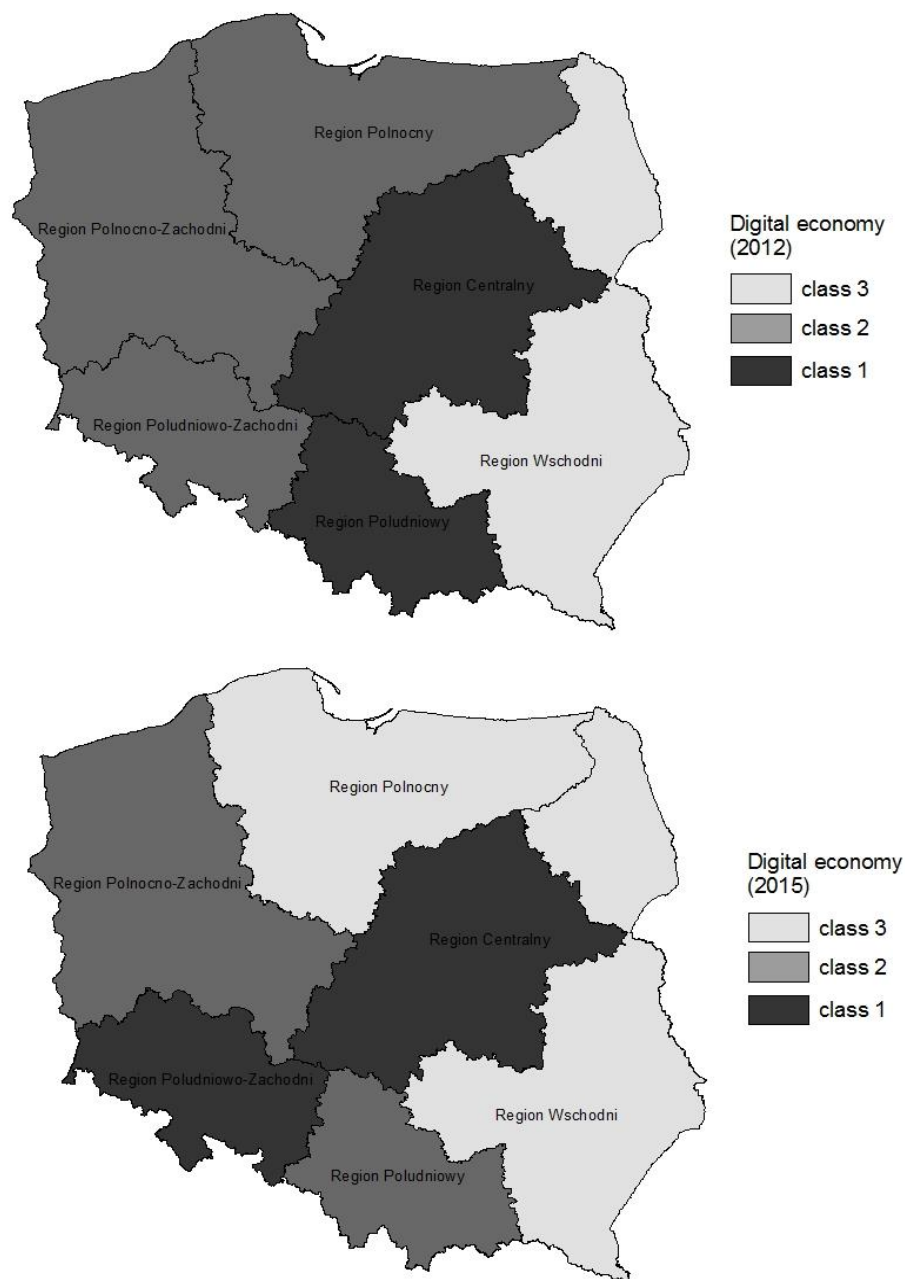 Region Polnocny
Region Polnocno-Zachodni
Region Centralny
Region Poludniowo-Zachodni
Region Wschodni
Region Poludniowy
Digital economy
(2012)
class 3
class 2
class 1
Region Polnocny
Region Polnocno-Zachodni
Region Centralny
Region Poludniowo-Zachodni
Region Wschodni
Region Poludniowy
Digital economy
(2015)
class 3
class 2
class 1